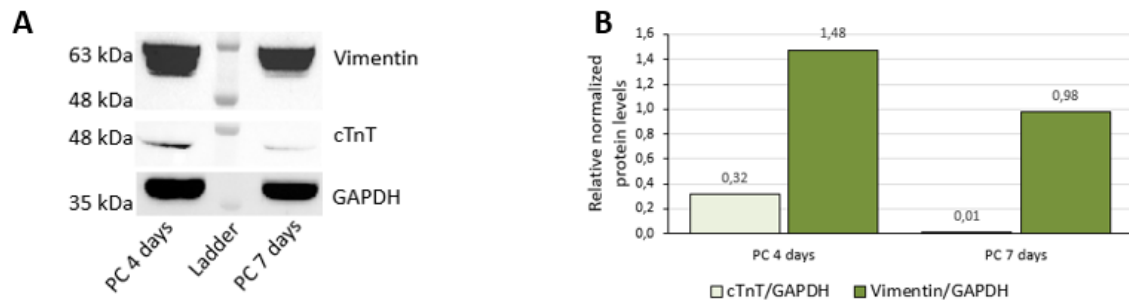 A
63 kDa
Vimentin
48 kDa
48 kDa
cTnT
35 kDa
GAPDH
PC 4 days
Ladder
PC 7 days
B
Relative normalized
protein levels
1,6
1,4
1,2
1,0
0,8
0,6
0,4
0,2
0,0
0,32
1,48
0,01
0,98
PC 4 days
PC 7 days
cTnT/GAPDH
Vimentin/GAPDH